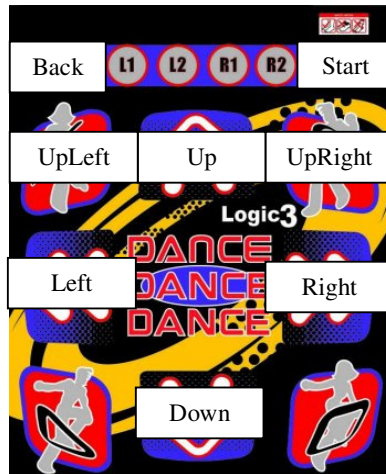 Back L1 L2 R1 R2 Start
UpLeft Up UpRight
Logic3
DANCE
Left DANCE Right
DANCE
Down